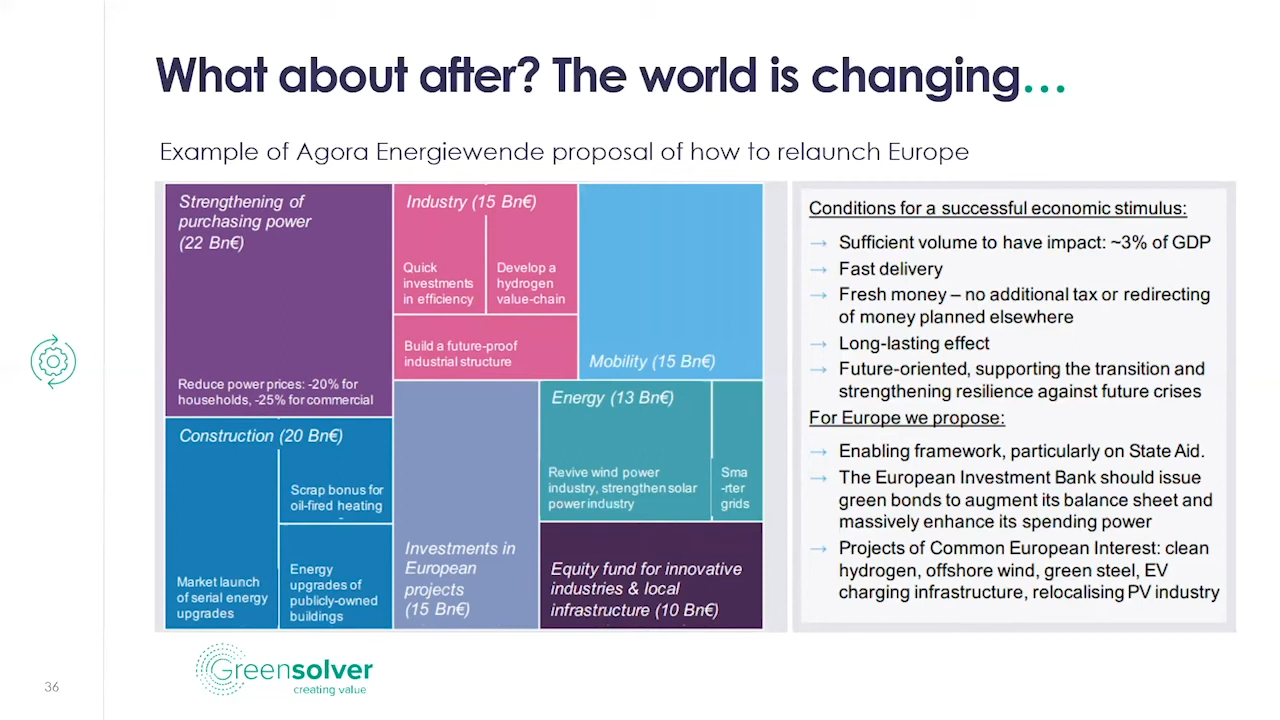 What about after? The world is changing...
Example of Agora Energiewende proposal of how to relaunch Europe
Strengthening of
purchasing power
(22 Bn€)
Reduce power prices: -20% for
households, -25% for commercial
Industry (15 Bn€)
Quick
investments
in efficiency
Develop a
hydrogen
value-chain
Build a future-proof
industrial structure
Mobility (15 Bn€)
Construction (20 Bn€)
Scrap bonus for
oil-fired heating
Market launch
of serial energy
upgrades
Energy
upgrades of
publicly-owned
buildings
Investments in
European
projects
(15 Bn€)
Energy (13 Bn€)
Revive wind power
industry, strengthen solar
power industry
Sma
-rter
grids
Equity fund for innovative
industries & local
infrastructure (10 Bn€)
Conditions for a successful economic stimulus:
→ Sufficient volume to have impact: ~3% of GDP
→ Fast delivery
→ Fresh money – no additional tax or redirecting
of money planned elsewhere
→ Long-lasting effect
→ Future-oriented, supporting the transition and
strengthening resilience against future crises
For Europe we propose:
→ Enabling framework, particularly on State Aid.
→ The European Investment Bank should issue
green bonds to augment its balance sheet and
massively enhance its spending power
→ Projects of Common European Interest: clean
hydrogen, offshore wind, green steel, EV
charging infrastructure, relocalising PV industry
36
Greensolver
creating value